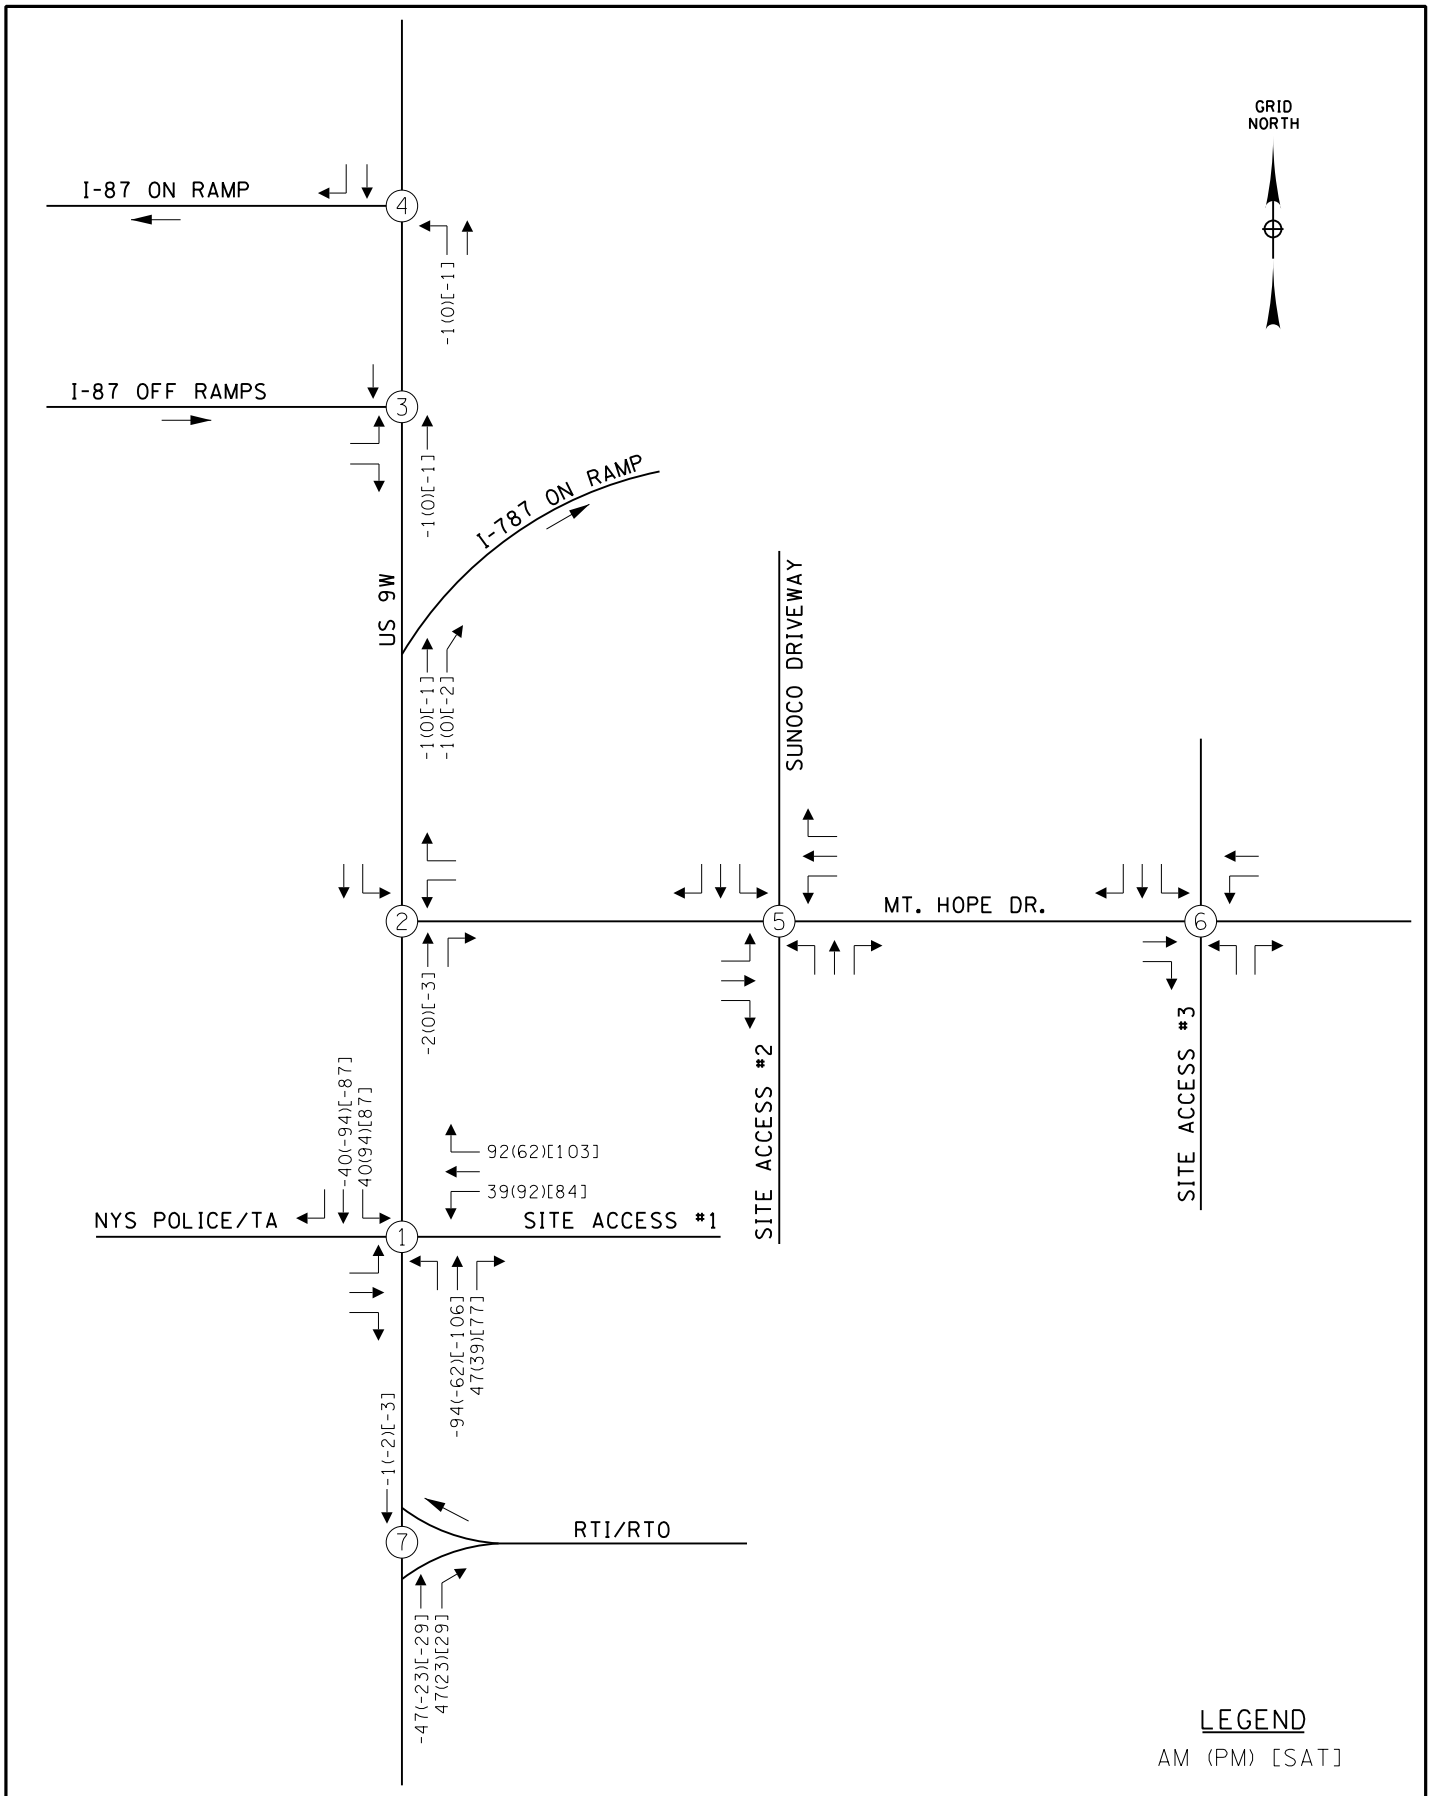 GRID
NORTH
I-87 ON RAMP
4
-1(0)[-1]
I-87 OFF RAMPS
3
-1(0)[-1]
I-787 ON RAMP
US 9W
-1(0)[-1]
-1(0)[-2]
SUNOCO DRIVEWAY
2
5
MT. HOPE DR.
6
-2(0)[-3]
SITE ACCESS #2
SITE ACCESS #3
-40(-94)[-87]
40(94)[87]
92(62)[103]
39(92)[84]
NYS POLICE/TA
1
SITE ACCESS #1
-94(-62)[-106]
47(39)[77]
-1(-2)[-3]
7
RTI/RTO
-47(-23)[-29]
47(23)[29]
LEGEND
AM (PM) [SAT]